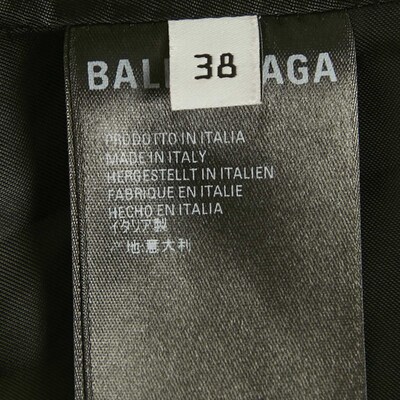 38
BAL AGA
PRODOTTO IN ITALIA
MADE IN ITALY
HERGESTELLT IN ITALIEN
FABRIQUE EN ITALIE
HECHO EN ITALIA
イタリア製
地:意大利